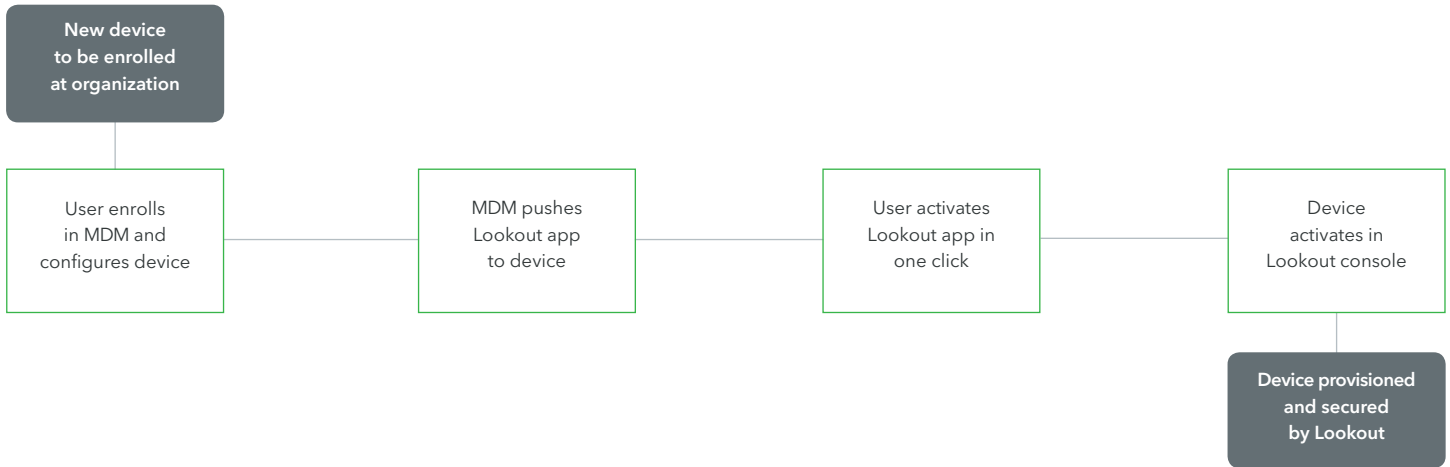 New device
to be enrolled
at organization
User enrolls
in MDM and
configures device
MDM pushes
Lookout app
to device
User activates
Lookout app in
one click
Device
activates in
Lookout console
Device provisioned
and secured
by Lookout